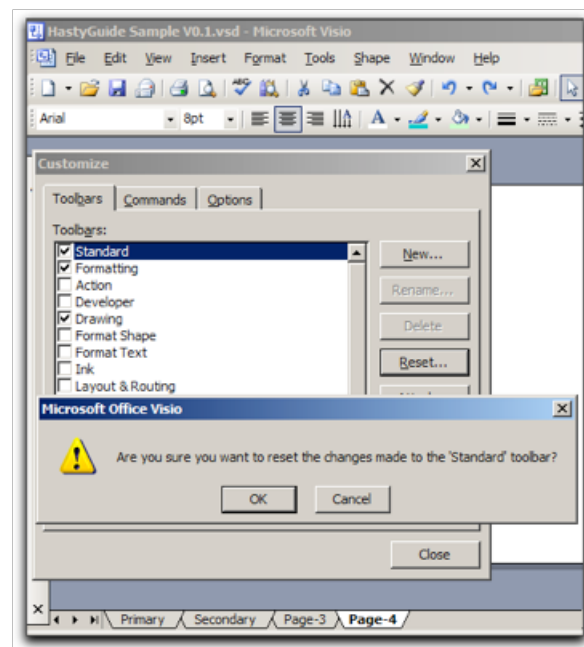 HastyGuide Sample V0.1.vsd - Microsoft Visio
File Edit View Insert Format Tools Shape Window Help
Arial 8pt A
Customize
Toolbars Commands Options
Toolbars:
Standard
New...
Formatting
Action
Rename...
Developer
Drawing
Delete
Format Shape
Format Text
Reset...
Ink
Layout & Routing
Microsoft Office Visio
Are you sure you want to reset the changes made to the 'Standard' toolbar?
OK Cancel
Close
Primary Secondary Page-3 Page-4